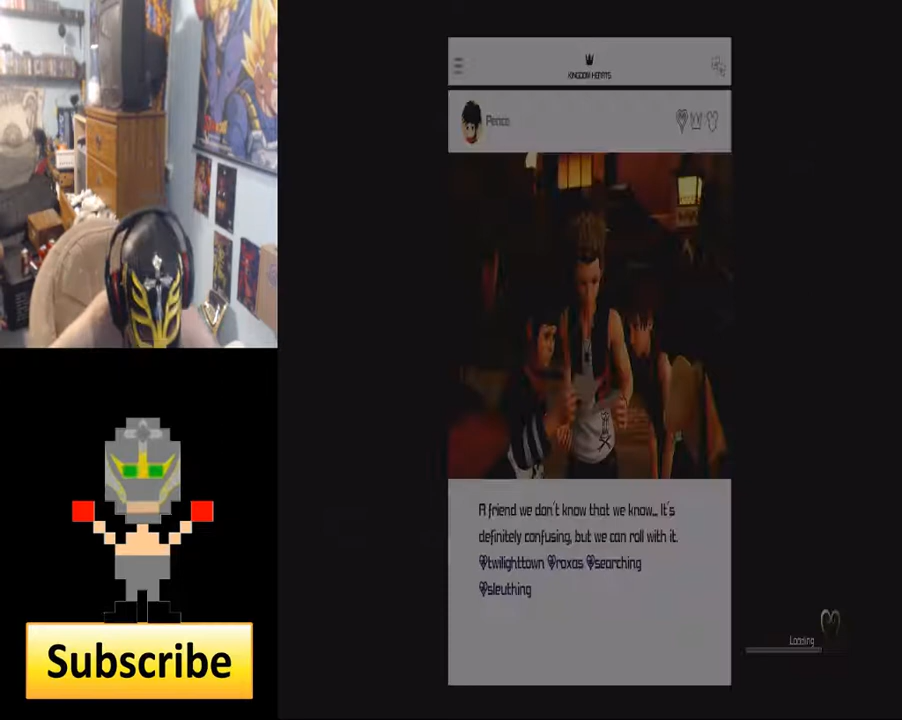 KINGDOM HEARTS
Pence
A friend we don't know that we know... It's
definitely confusing, but we can roll with it.
twilighttown roxas searching
sleuthing
Loading
Subscribe